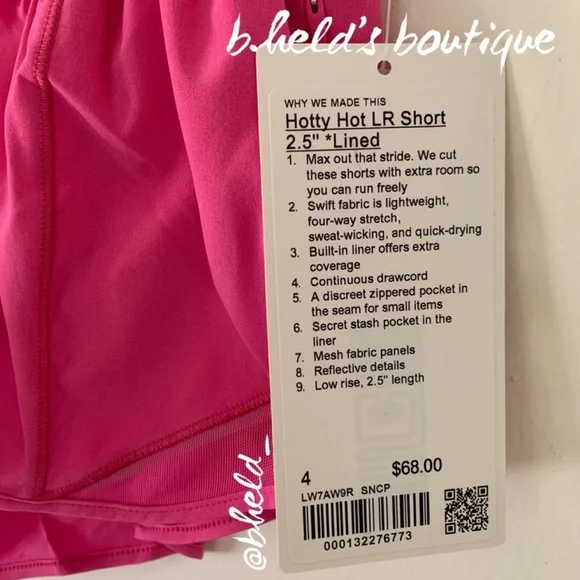 b.held's boutique
WHY WE MADE THIS
Hotty Hot LR Short
2.5" *Lined
1. Max out that stride. We cut
these shorts with extra room so
you can run freely
2. Swift fabric is lightweight,
four-way stretch,
sweat-wicking, and quick-drying
3. Built-in liner offers extra
coverage
4. Continuous drawcord
5. A discreet zippered pocket in
the seam for small items
6. Secret stash pocket in the
liner
7. Mesh fabric panels
8. Reflective details
9. Low rise, 2.5" length
4 $68.00
LW7AW9R SNCP
000132276773
@bheld_